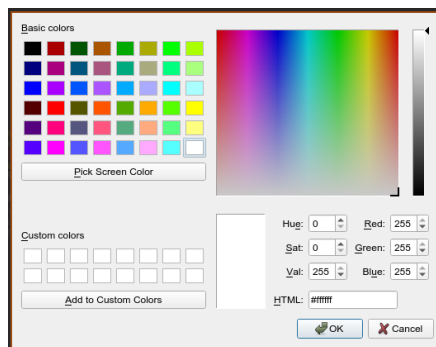 Basic colors
Pick Screen Color
Custom colors
Add to Custom Colors
Hue: 0 Red: 255
Sat: 0 Green: 255
Val: 255 Blue: 255
HTML: #ffffff
OK Cancel